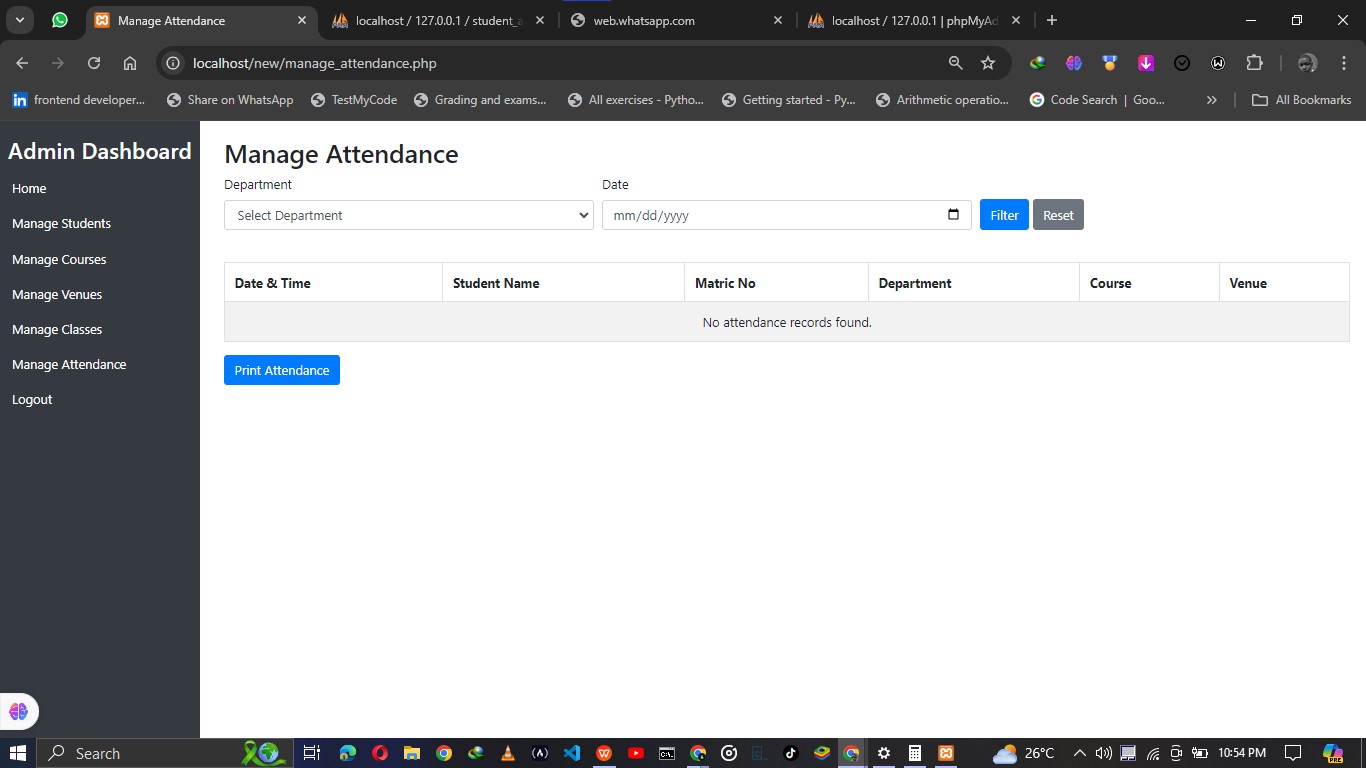 Manage Attendance
localhost / 127.0.0.1 / student_a
web.whatsapp.com
localhost / 127.0.0.1 | phpMyAd
localhost/new/manage_attendance.php
frontend developer...
Share on WhatsApp
TestMyCode
Grading and exams...
All exercises - Pytho...
Getting started - Py...
Arithmetic operatio...
Code Search | Goo...
All Bookmarks
Admin Dashboard
Home
Manage Students
Manage Courses
Manage Venues
Manage Classes
Manage Attendance
Logout
Manage Attendance
Department Date
Select Department mm/dd/yyyy Filter Reset
Date & Time Student Name Matric No Department Course Venue
No attendance records found.
Print Attendance
Search
26°C
10:54 PM